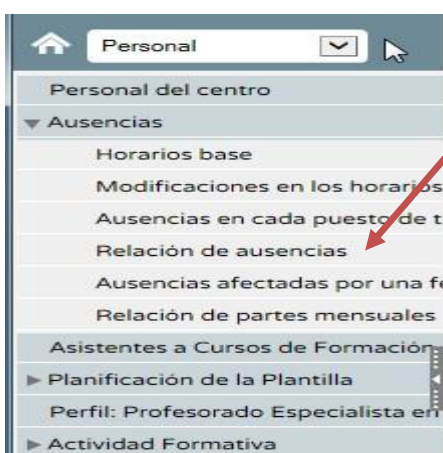 Personal
Personal del centro
Ausencias
Horarios base
Modificaciones en los horarios
Ausencias en cada puesto de t
Relación de ausencias
Ausencias afectadas por una fe
Relación de partes mensuales
Asistentes a Cursos de Formación
Planificación de la Plantilla
Perfil: Profesorado Especialista en
Actividad Formativa